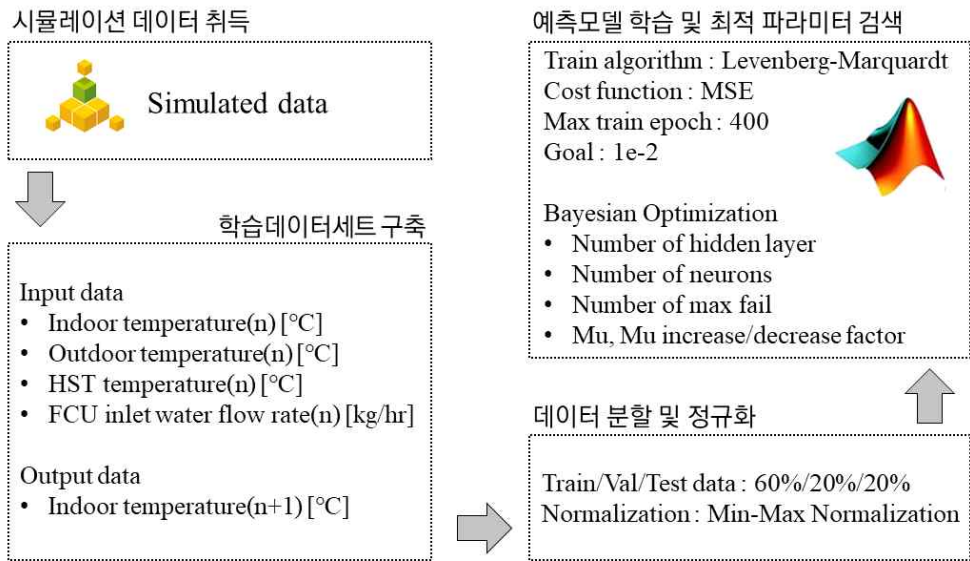 시뮬레이션 데이터 취득
Simulated data
학습데이터세트 구축
Input data
• Indoor temperature(n) [°C]
• Outdoor temperature(n) [°C]
• HST temperature(n) [°C]
• FCU inlet water flow rate(n) [kg/hr]
Output data
• Indoor temperature(n+1) [°C]
데이터 분할 및 정규화
Train/Val/Test data : 60%/20%/20%
Normalization : Min-Max Normalization
예측모델 학습 및 최적 파라미터 검색
Train algorithm : Levenberg-Marquardt
Cost function : MSE
Max train epoch : 400
Goal : 1e-2
Bayesian Optimization
• Number of hidden layer
• Number of neurons
• Number of max fail
• Mu, Mu increase/decrease factor